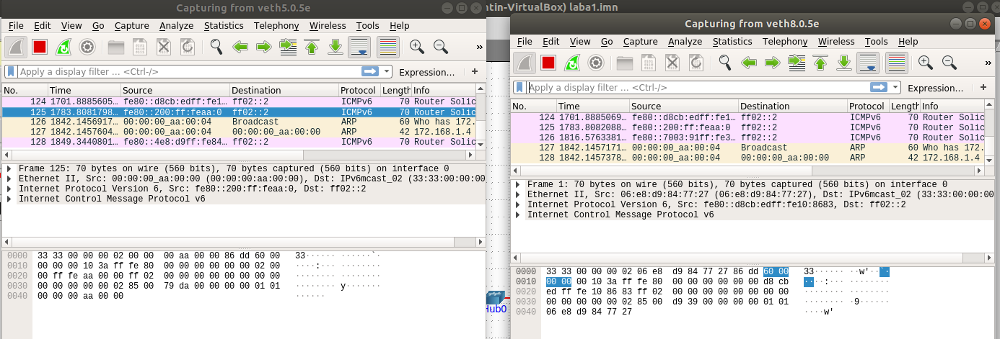 Capturing from veth5.0.5e
File Edit View Go Capture Analyze Statistics Telephony Wireless Tools Help
»
Apply a display filter ... <Ctrl-/>
Expression... +
No. Time Source Destination Protocol Length Info
124 1701.8885605… fe80::d8cb:edff:fe1… ff02::2 ICMPv6 70 Router Solic
125 1783.8081798… fe80::200:ff:feaa:0 ff02::2 ICMPv6 70 Router Solic
126 1842.1456917… 00:00:00_aa:00:04 Broadcast ARP 60 Who has 172.
127 1842.1457604… 00:00:00_aa:00:04 00:00:00_aa:00:00 ARP 42 172.168.1.4
128 1849.3440801… fe80::4e8:d9ff:fe84… ff02::2 ICMPv6 70 Router Solic
Frame 125: 70 bytes on wire (560 bits), 70 bytes captured (560 bits) on interface 0
Ethernet II, Src: 00:00:00_aa:00:00 (00:00:00:aa:00:00), Dst: IPv6mcast_02 (33:33:00:00:00
Internet Protocol Version 6, Src: fe80::200:ff:feaa:0, Dst: ff02::2
Internet Control Message Protocol v6
0000 33 33 00 00 00 02 00 00 00 aa 00 00 86 dd 60 00 33······ ······`·
0010 00 00 00 10 3a ff fe 80 00 00 00 00 00 00 02 00 ····:··· ········
0020 00 ff fe aa 00 00 ff 02 00 00 00 00 00 00 00 00 ········ ········
0030 00 00 00 00 00 02 85 00 79 da 00 00 00 00 01 01 ········ y·······
0040 00 00 00 aa 00 00 ······
tin-VirtualBox) laba1.imn
Hub0
Capturing from veth8.0.5e
File Edit View Go Capture Analyze Statistics Telephony Wireless Tools Help
»
Apply a display filter ... <Ctrl-/>
Expression... +
No. Time Source Destination Protocol Length Info
124 1701.8885069… fe80::d8cb:edff:fe1… ff02::2 ICMPv6 70 Router Solic
125 1783.8082088… fe80::200:ff:feaa:0 ff02::2 ICMPv6 70 Router Solic
126 1816.5763381… fe80::7003:91ff:fe3… ff02::2 ICMPv6 70 Router Solic
127 1842.1457171… 00:00:00_aa:00:04 Broadcast ARP 60 Who has 172.
128 1842.1457378… 00:00:00_aa:00:04 00:00:00_aa:00:00 ARP 42 172.168.1.4
Frame 1: 70 bytes on wire (560 bits), 70 bytes captured (560 bits) on interface 0
Ethernet II, Src: 06:e8:d9:84:77:27 (06:e8:d9:84:77:27), Dst: IPv6mcast_02 (33:33:00:00:00
Internet Protocol Version 6, Src: fe80::d8cb:edff:fe10:8683, Dst: ff02::2
Internet Control Message Protocol v6
0000 33 33 00 00 00 02 06 e8 d9 84 77 27 86 dd 60 00 33······ ··w'··`·
0010 00 00 00 10 3a ff fe 80 00 00 00 00 00 00 d8 cb ····:··· ········
0020 ed ff fe 10 86 83 ff 02 00 00 00 00 00 00 00 00 ········ ········
0030 00 00 00 00 00 02 85 00 d9 39 00 00 00 00 01 01 ········ ·9······
0040 06 e8 d9 84 77 27 ····w'